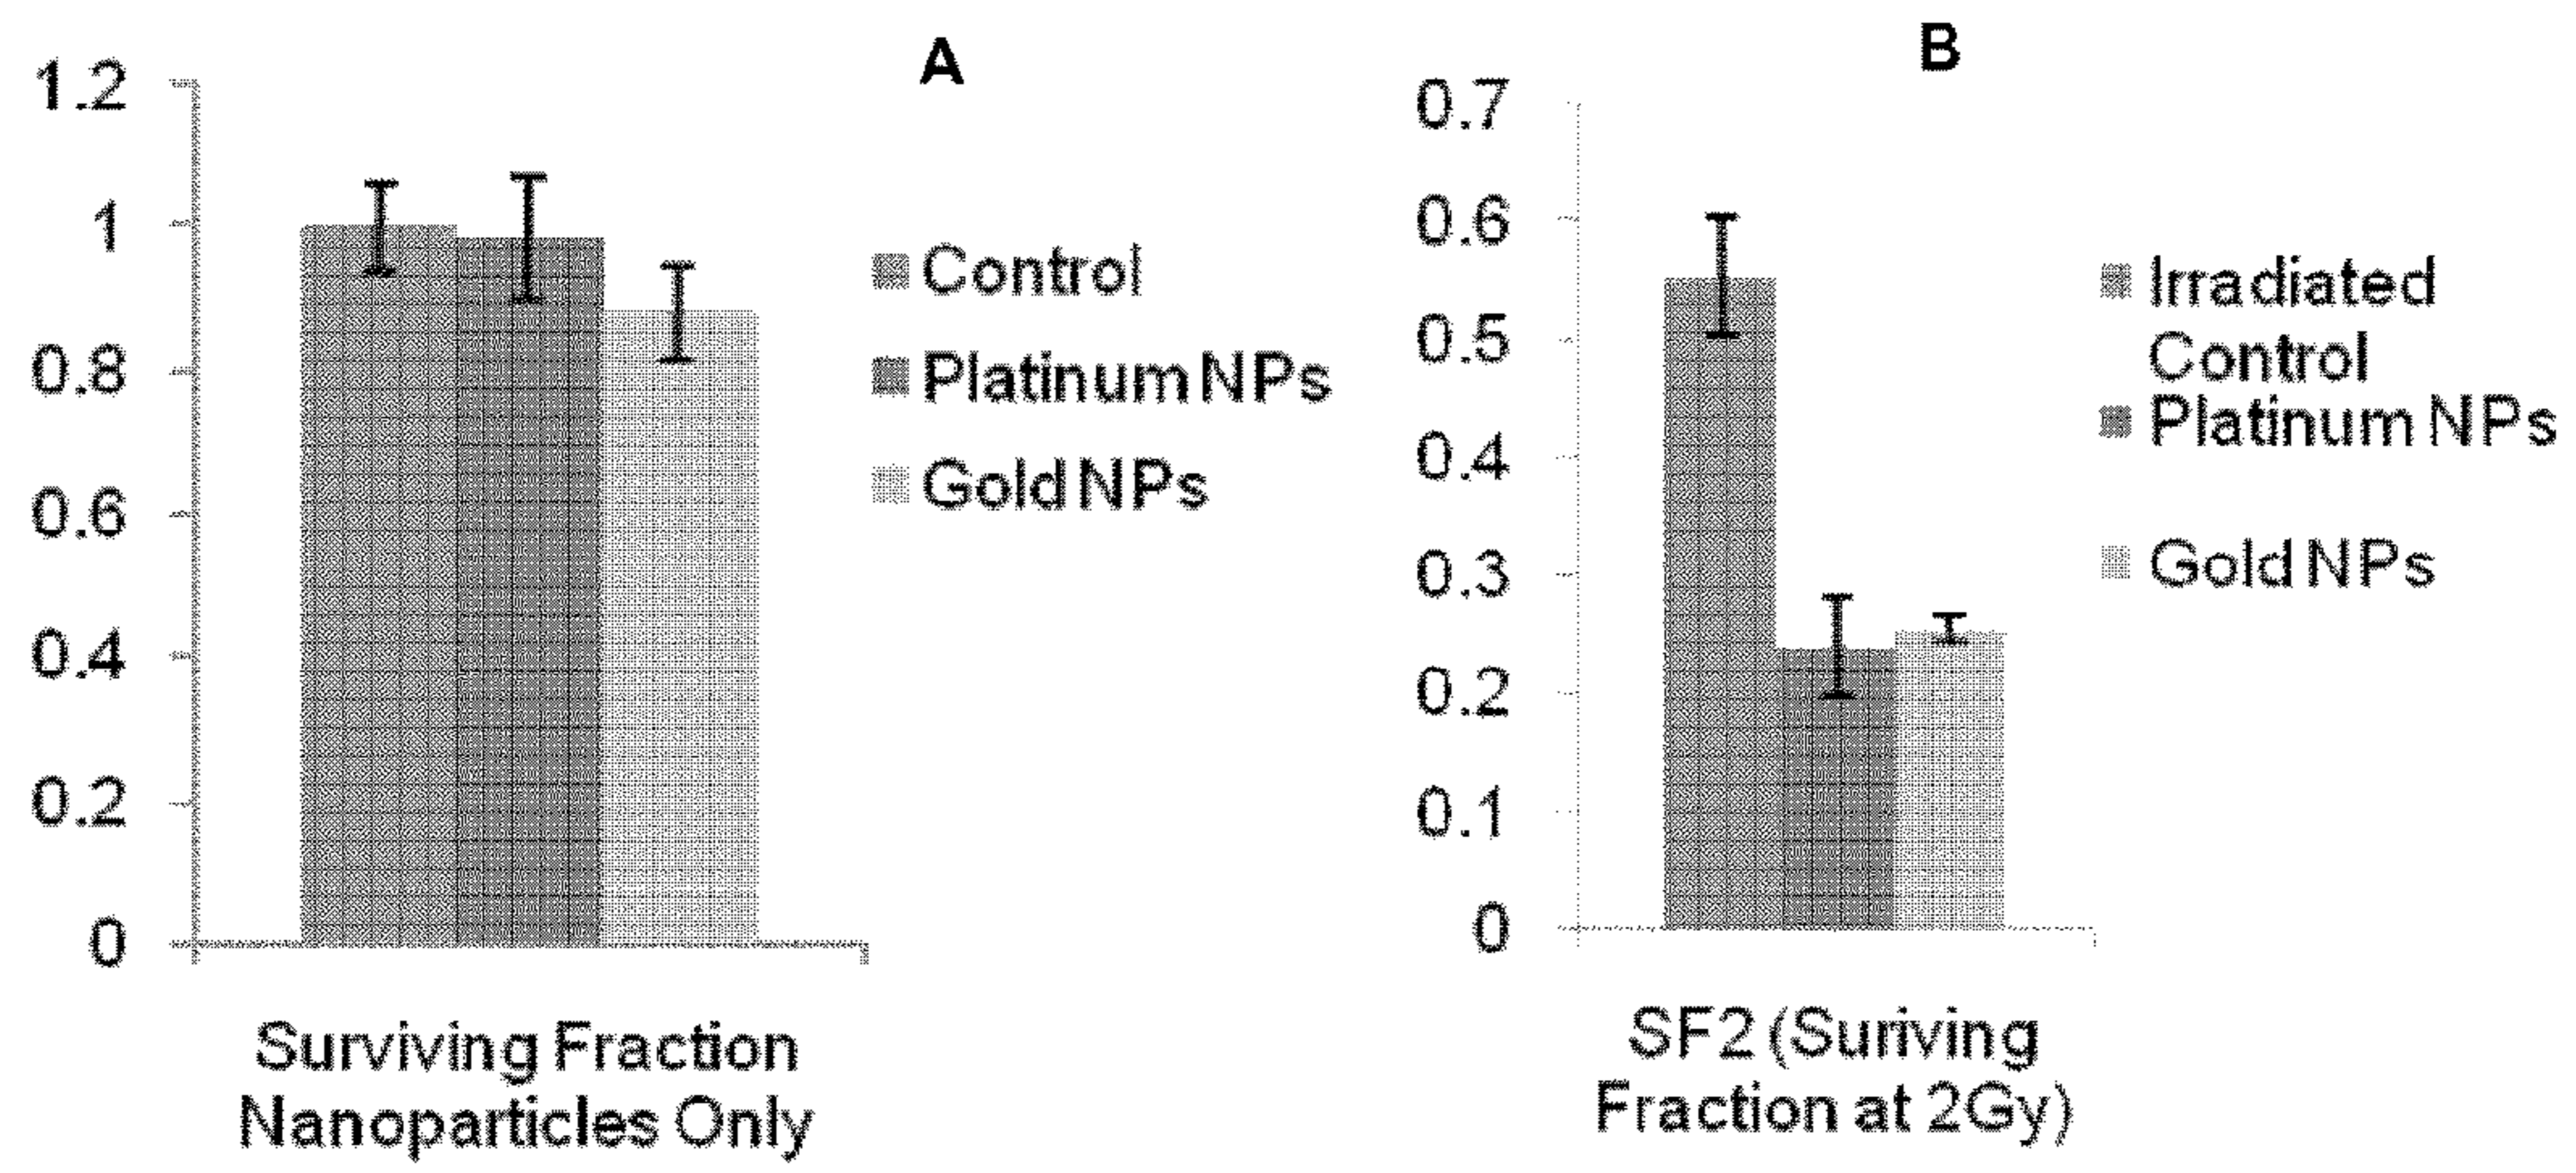 A
1.2
1
0.8
0.6
0.4
0.2
0
Control
Platinum NPs
Gold NPs
Surviving Fraction
Nanoparticles Only
B
0.7
0.6
0.5
0.4
0.3
0.2
0.1
0
Irradiated
Control
Platinum NPs
Gold NPs
SF2 (Suriving
Fraction at 2Gy)